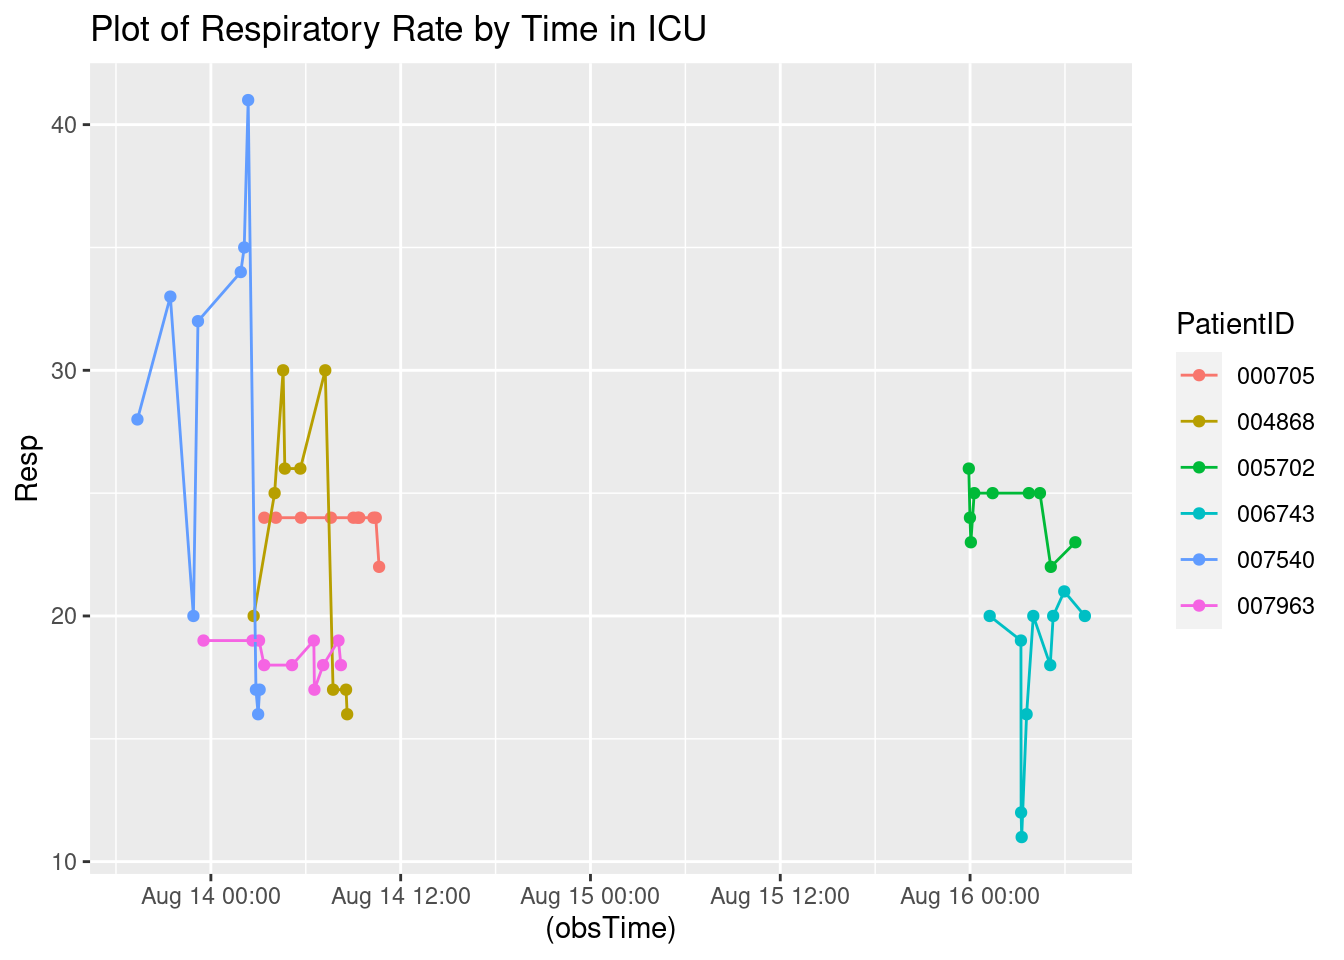 Plot of Respiratory Rate by Time in ICU
Resp
40
30
20
10
Aug 14 00:00 Aug 14 12:00 Aug 15 00:00 Aug 15 12:00 Aug 16 00:00
(obsTime)
PatientID
000705
004868
005702
006743
007540
007963